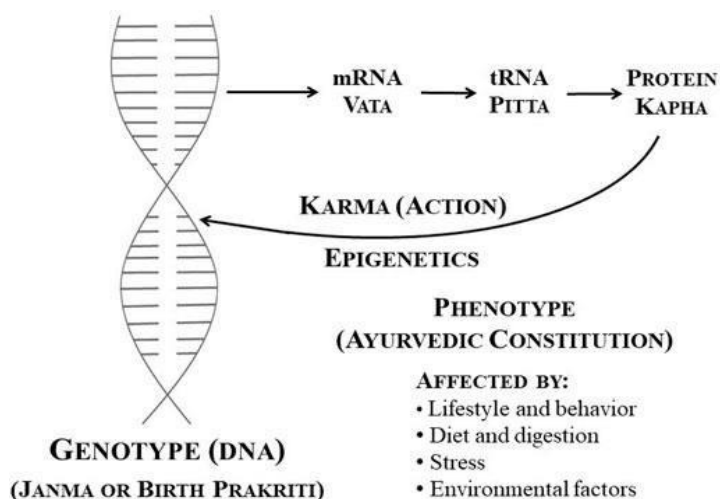 mRNA
VATA
tRNA
PITTA
PROTEIN
KAPHA
KARMA (ACTION)
EPIGENETICS
PHENOTYPE
(AYURVEDIC CONSTITUTION)
AFFECTED BY:
• Lifestyle and behavior
• Diet and digestion
• Stress
• Environmental factors
GENOTYPE (DNA)
(JANMA OR BIRTH PRAKRITI)